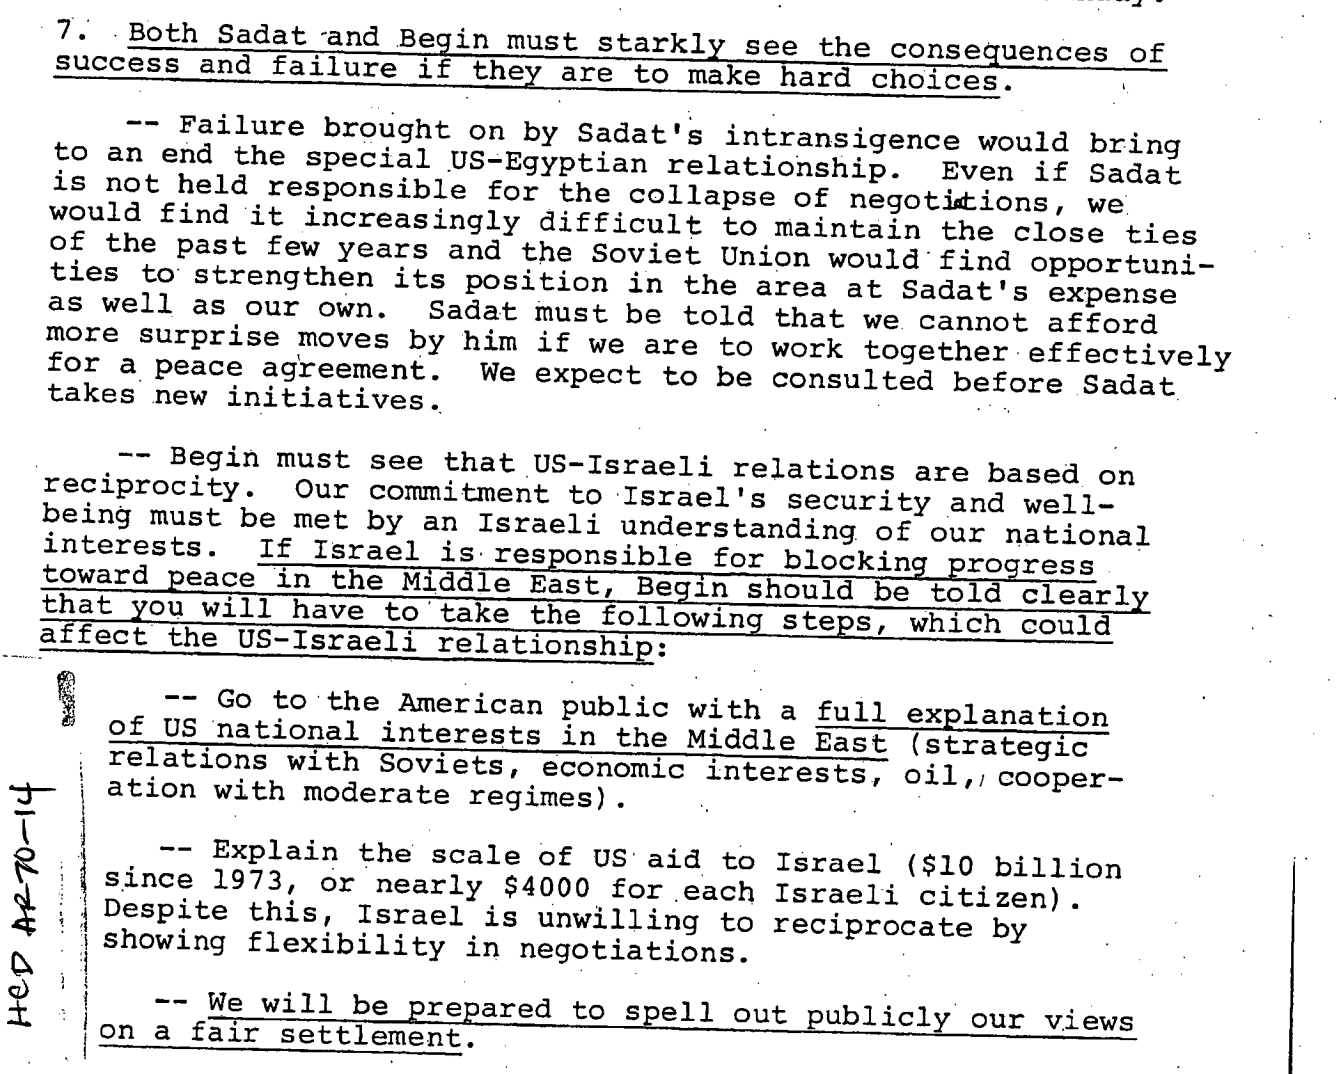 7. Both Sadat and Begin must starkly see the consequences of
success and failure if they are to make hard choices.
-- Failure brought on by Sadat's intransigence would bring
to an end the special US-Egyptian relationship. Even if Sadat
is not held responsible for the collapse of negotiations, we
would find it increasingly difficult to maintain the close ties
of the past few years and the Soviet Union would find opportuni-
ties to strengthen its position in the area at Sadat's expense
as well as our own. Sadat must be told that we cannot afford
more surprise moves by him if we are to work together effectively
for a peace agreement. We expect to be consulted before Sadat
takes new initiatives.
-- Begin must see that US-Israeli relations are based on
reciprocity. Our commitment to Israel's security and well-
being must be met by an Israeli understanding of our national
interests. If Israel is responsible for blocking progress
toward peace in the Middle East, Begin should be told clearly
that you will have to take the following steps, which could
affect the US-Israeli relationship:
-- Go to the American public with a full explanation
of US national interests in the Middle East (strategic
relations with Soviets, economic interests, oil, cooper-
ation with moderate regimes).
-- Explain the scale of US aid to Israel ($10 billion
since 1973, or nearly $4000 for each Israeli citizen).
Despite this, Israel is unwilling to reciprocate by
showing flexibility in negotiations.
-- We will be prepared to spell out publicly our views
on a fair settlement.
HCD AR70-14